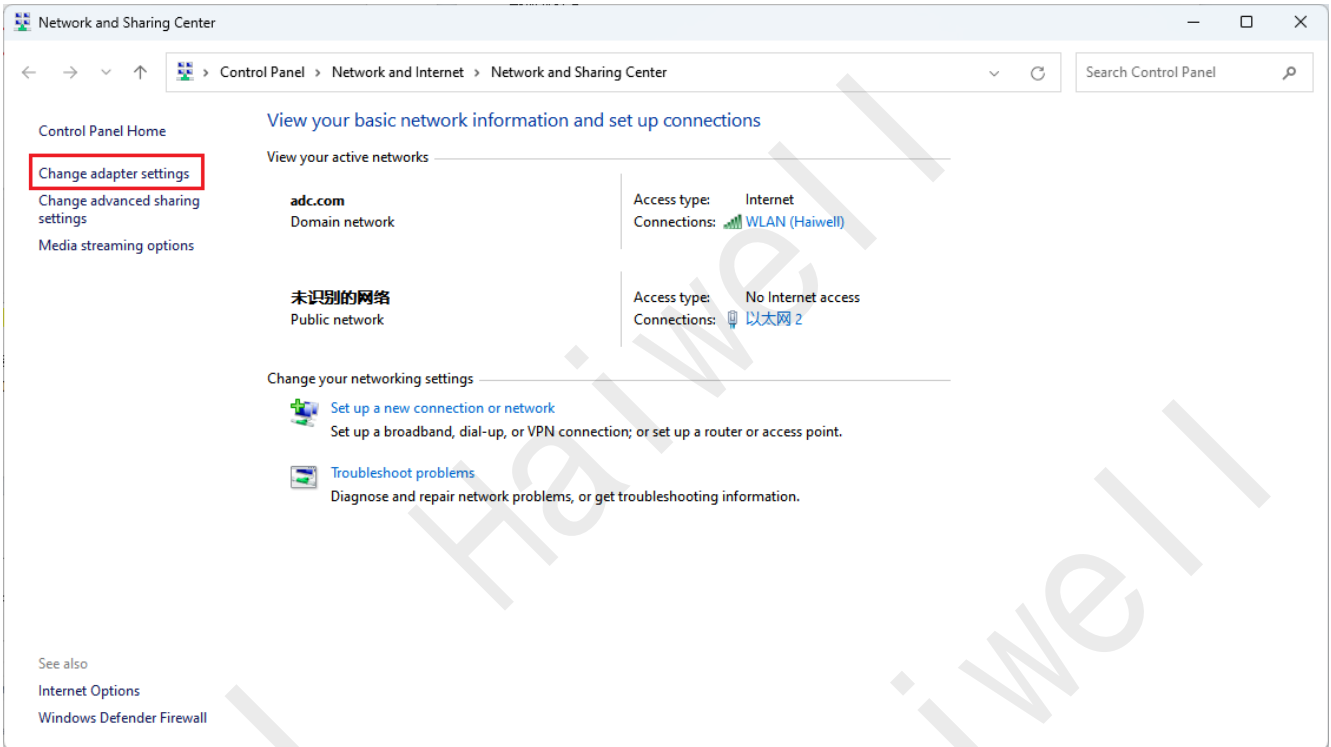 Network and Sharing Center
Control Panel > Network and Internet > Network and Sharing Center
Search Control Panel
Control Panel Home
Change adapter settings
Change advanced sharing
settings
Media streaming options
View your basic network information and set up connections
View your active networks
adc.com
Domain network
Access type: Internet
Connections: WLAN (Haiwell)
未识别的网络
Public network
Access type: No Internet access
Connections: 以太网 2
Change your networking settings
Set up a new connection or network
Set up a broadband, dial-up, or VPN connection; or set up a router or access point.
Troubleshoot problems
Diagnose and repair network problems, or get troubleshooting information.
See also
Internet Options
Windows Defender Firewall
Haiwell
iwell